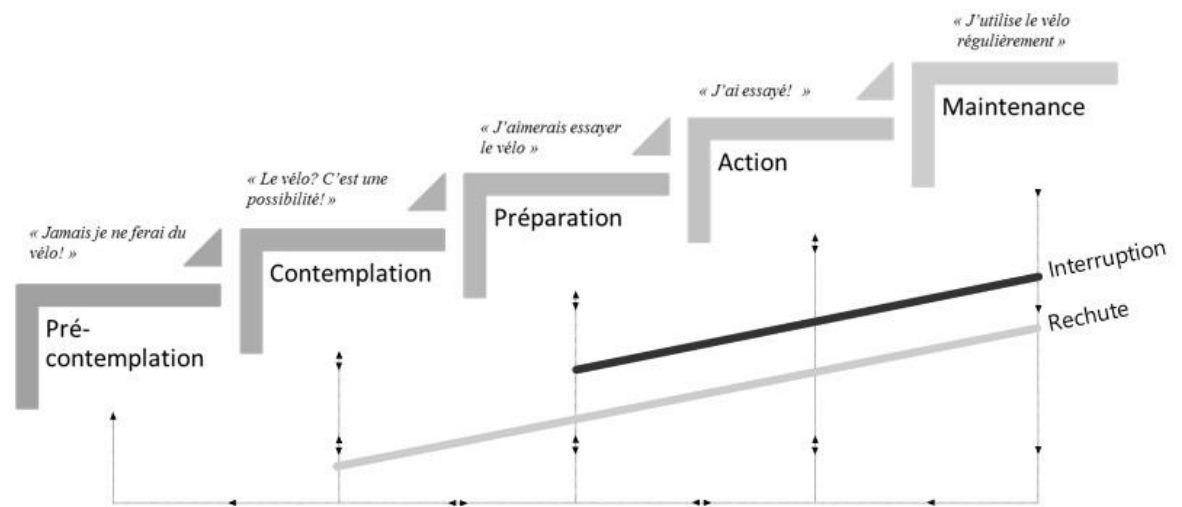 « J'utilise le vélo
régulièrement »
Maintenance
« J'ai essayé! »
Action
« J'aimerais essayer
le vélo »
Préparation
« Le vélo? C'est une
possibilité! »
Contemplation
« Jamais je ne ferai du
vélo! »
Pré-
contemplation
Interruption
Rechute